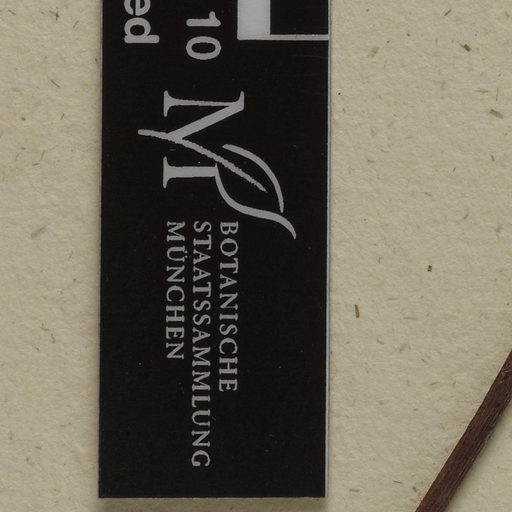 10
ed
M
BOTANISCHE
STAATSSAMMLUNG
MÜNCHEN